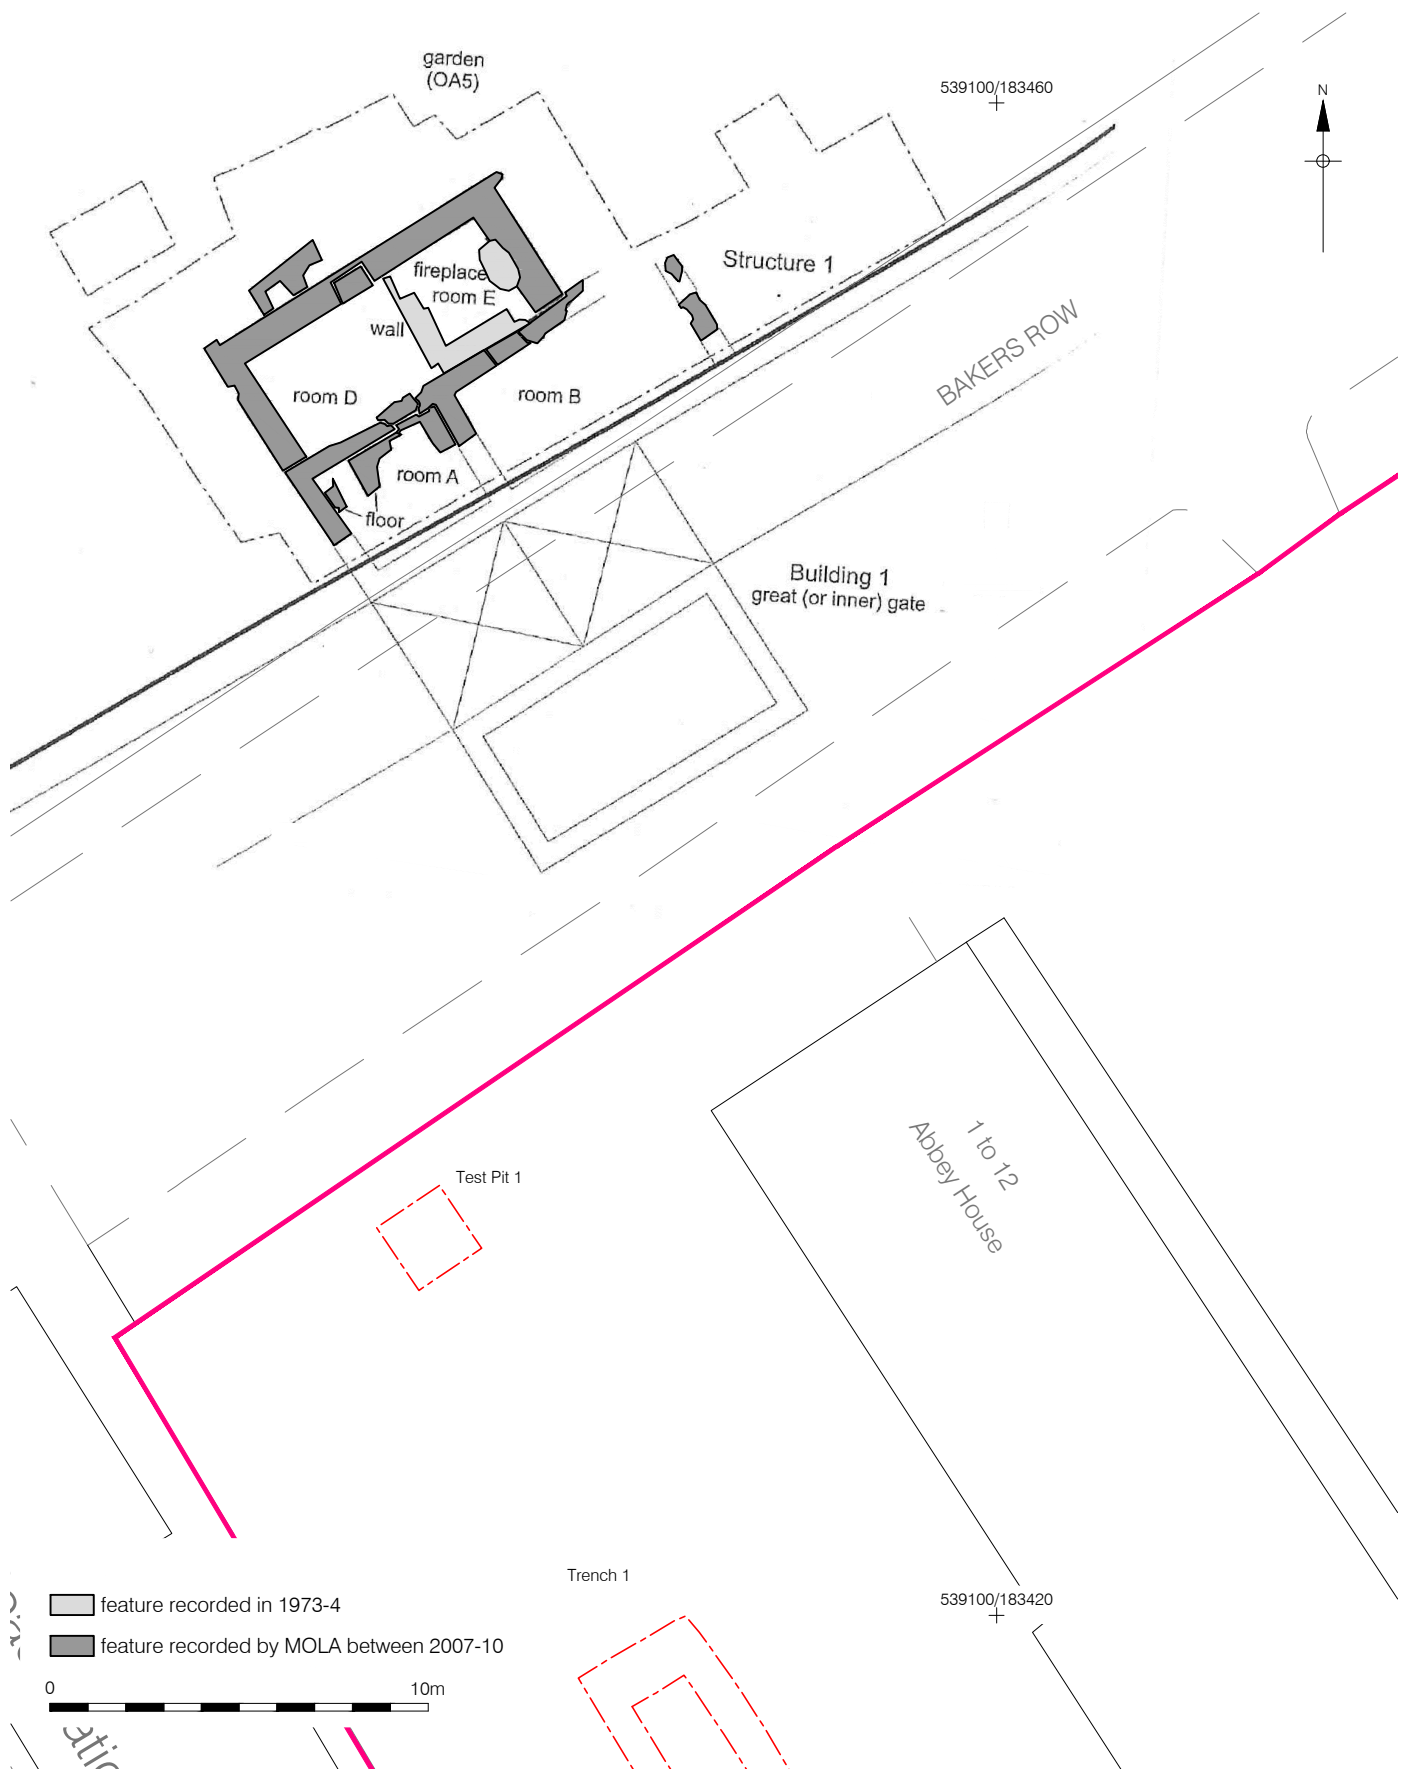 garden
(OA5)
539100/183460
N
Structure 1
fireplace
room E
wall
room D
room B
BAKERS ROW
room A
floor
Building 1
great (or inner) gate
Test Pit 1
1 to 12
Abbey House
Trench 1
539100/183420
feature recorded in 1973-4
feature recorded by MOLA between 2007-10
0
10m